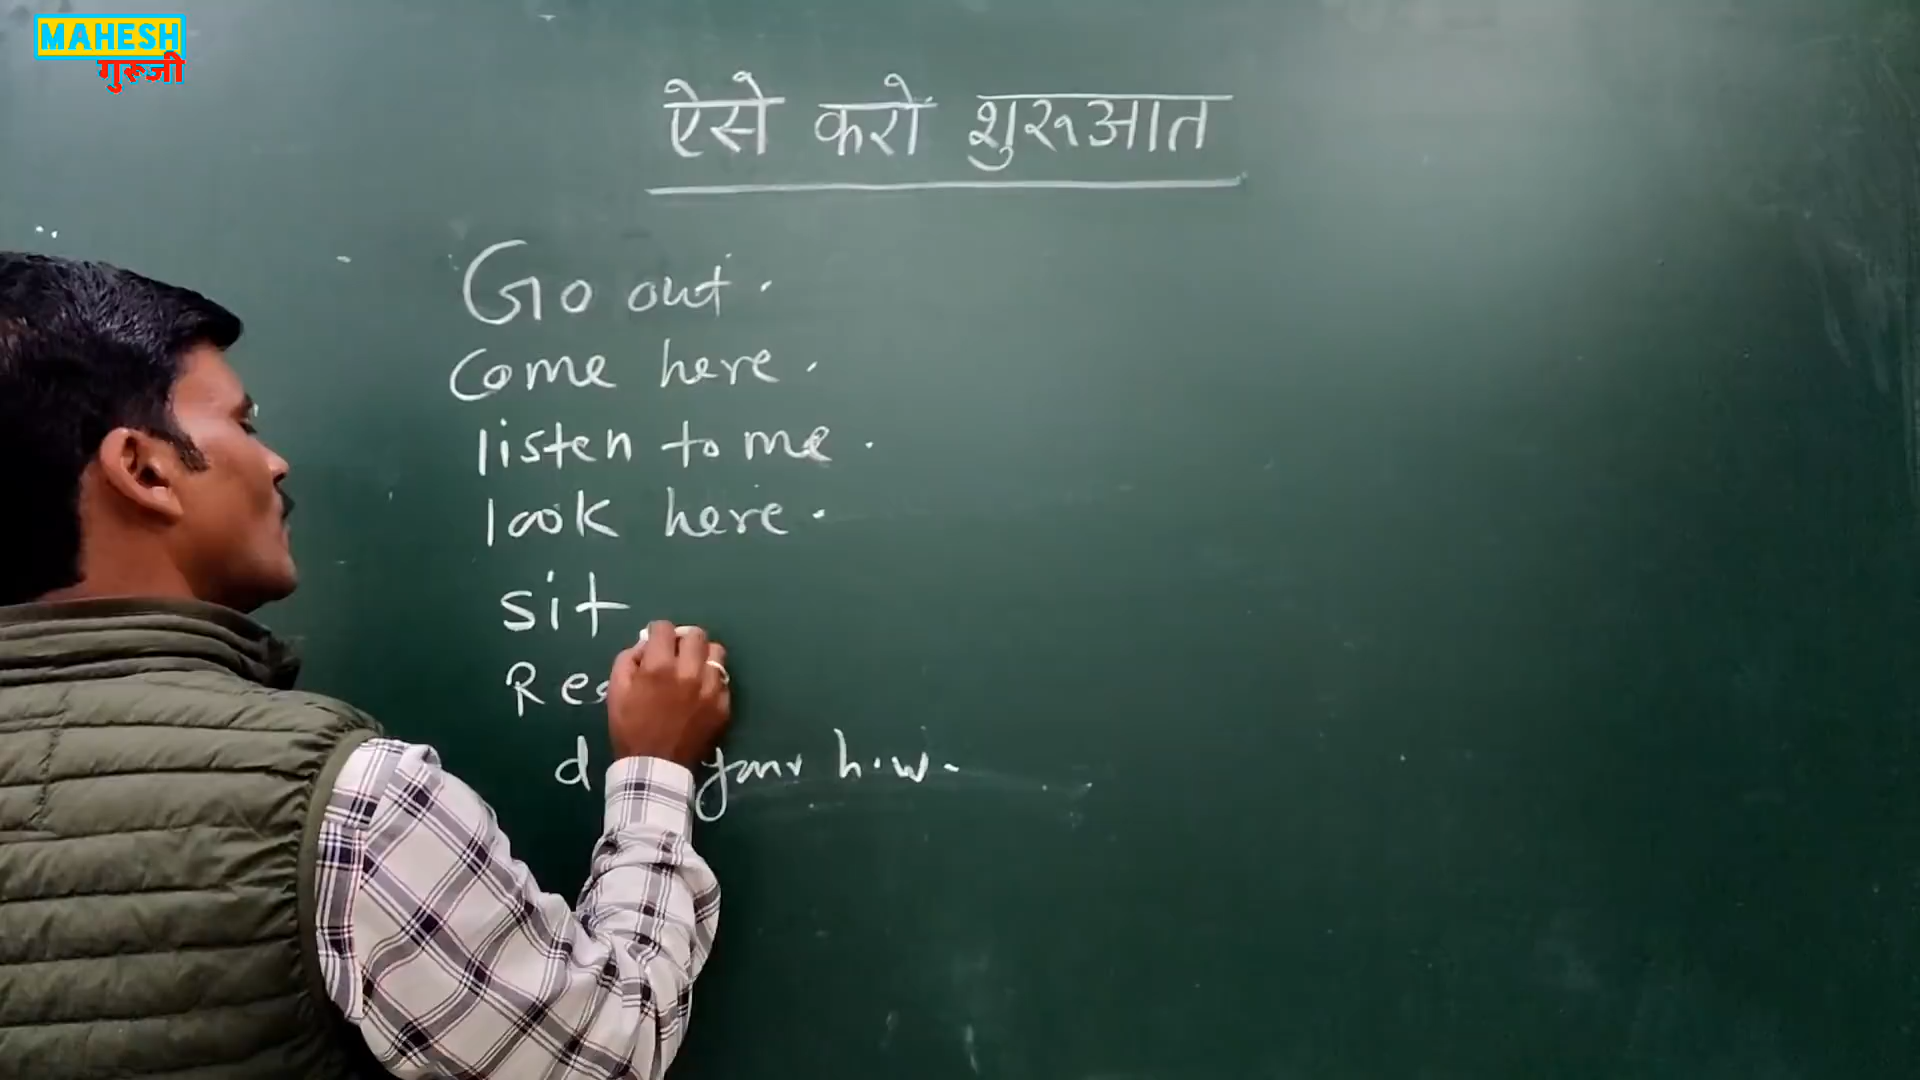 MAHESH
गुरूजी
ऐसे करों शुरूआत
Go out.
Come here.
listen to me.
look here.
sit
d your h.w.